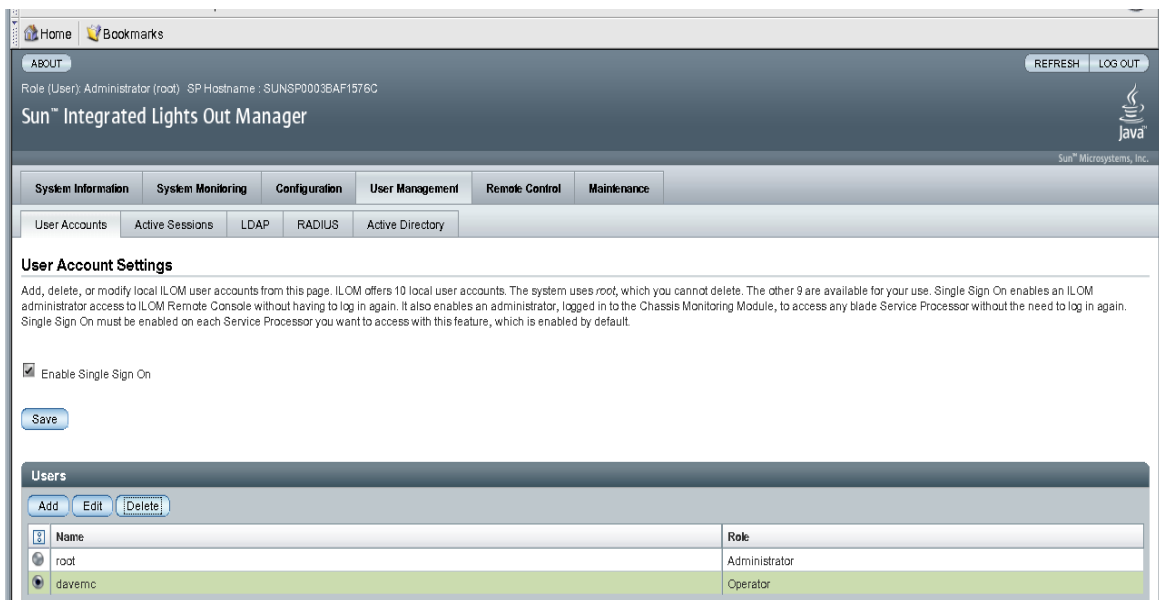 Home Bookmarks
ABOUT REFRESH LOG OUT
Role (User): Administrator (root) SP Hostname : SUNSP0003BAF1576C
Sun™ Integrated Lights Out Manager
Java™
Sun™ Microsystems, Inc.
System Information System Monitoring Configuration User Management Remote Control Maintenance
User Accounts Active Sessions LDAP RADIUS Active Directory
User Account Settings
Add, delete, or modify local ILOM user accounts from this page. ILOM offers 10 local user accounts. The system uses root, which you cannot delete. The other 9 are available for your use. Single Sign On enables an ILOM
administrator access to ILOM Remote Console without having to log in again. It also enables an administrator, logged in to the Chassis Monitoring Module, to access any blade Service Processor without the need to log in again.
Single Sign On must be enabled on each Service Processor you want to access with this feature, which is enabled by default.
Enable Single Sign On
Save
Users
Add Edit Delete
Name Role
root Administrator
davemc Operator